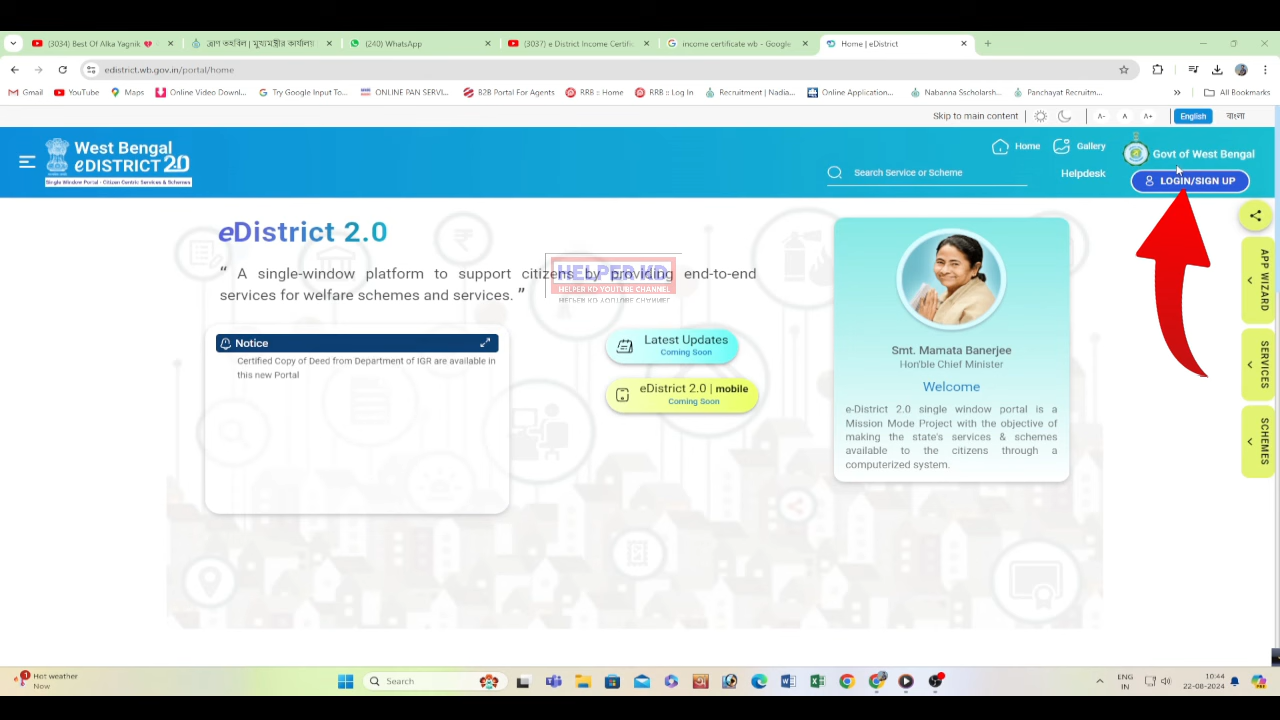 (3034) Best Of Alka Yagnik 💔
ত্রাণ তহবিল | মুখ্যমন্ত্রীর কার্যালয়
(240) WhatsApp
(3037) e District Income Certific
income certificate wb - Google
Home | eDistrict
edistrict.wb.gov.in/portal/home
Gmail
YouTube
Maps
Online Video Downl...
Try Google Input To...
ONLINE PAN SERVI...
B2B Portal For Agents
RRB :: Home
RRB :: Log In
Recruitment | Nadia...
Online Application...
Nabanna Sscholarsh...
Panchayat Recruitm...
All Bookmarks
Skip to main content
A-
A
A+
English
বাংলা
West Bengal
eDISTRICT 2.0
Single Window Portal - Citizen Centric Services & Schemes
Home
Gallery
Govt of West Bengal
Search Service or Scheme
Helpdesk
LOGIN/SIGN UP
eDistrict 2.0
“ A single-window platform to support citizens by providing end-to-end
services for welfare schemes and services. ”
HELPER KD
HELPER KD YOUTUBE CHANNEL
Notice
Certified Copy of Deed from Department of IGR are available in
this new Portal
Latest Updates
Coming Soon
eDistrict 2.0 | mobile
Coming Soon
Smt. Mamata Banerjee
Hon'ble Chief Minister
Welcome
e-District 2.0 single window portal is a
Mission Mode Project with the objective of
making the state's services & schemes
available to the citizens through a
computerized system.
APP WIZARD
SERVICES
SCHEMES
1
Hot weather
Now
Search
ENG
IN
10:44
22-08-2024